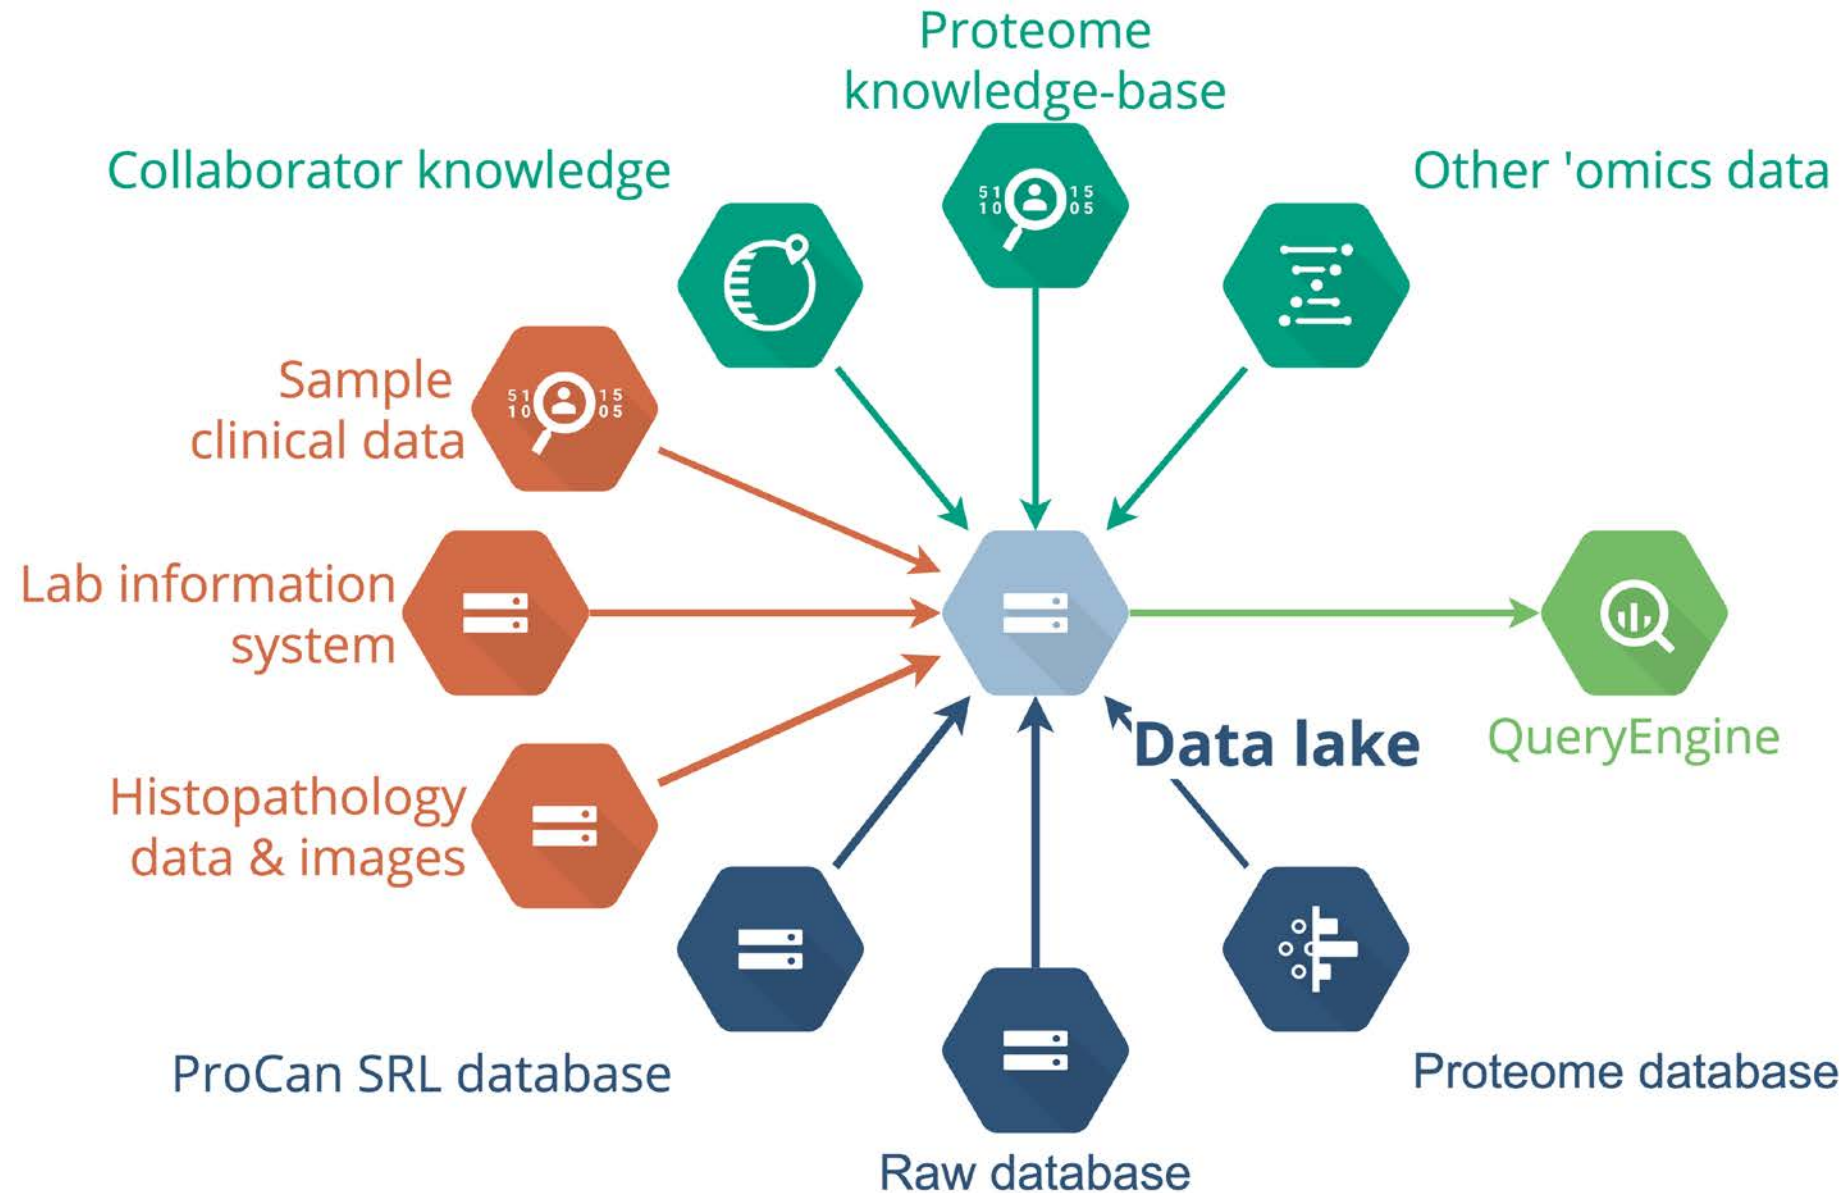 Proteome
knowledge-base
Collaborator knowledge
Other 'omics data
51 15
10 05
Sample
clinical data
51 15
10 05
Lab information
system
Data lake
QueryEngine
Histopathology
data & images
ProCan SRL database
Proteome database
Raw database